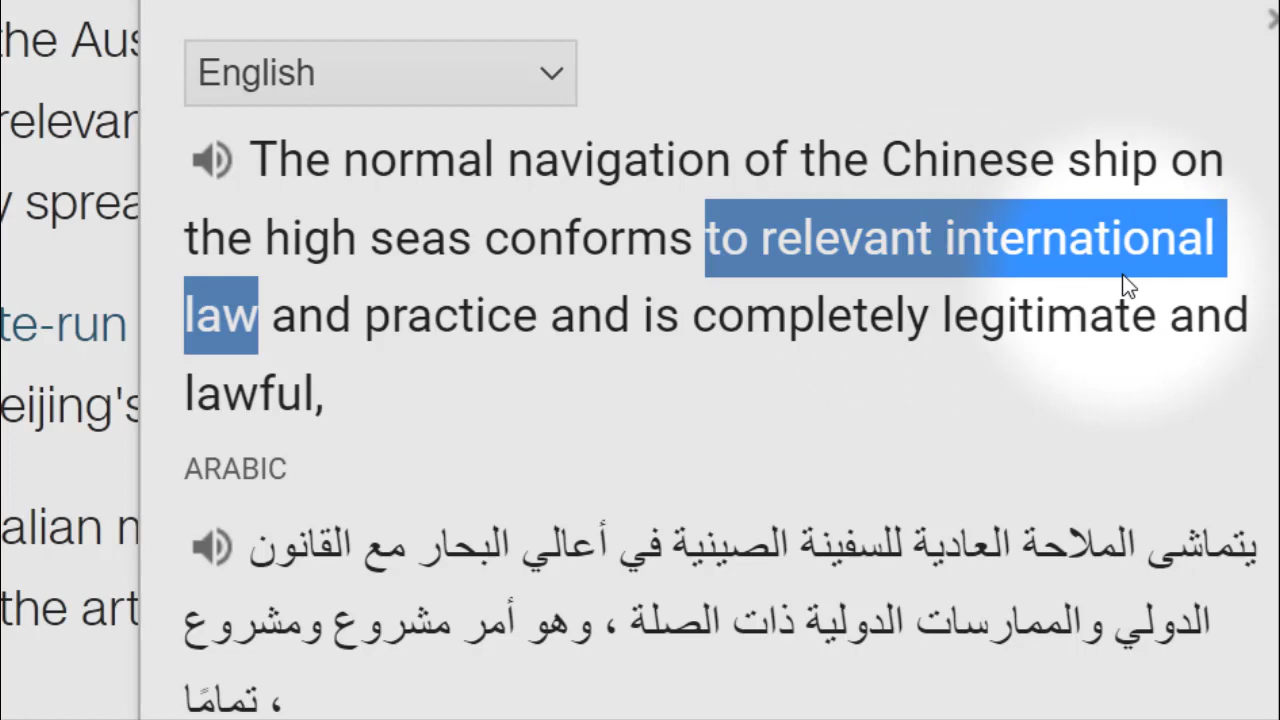 the Aus
relevar
y sprea
te-run
eijing's
alian n
the art
English
The normal navigation of the Chinese ship on
the high seas conforms to relevant international
law and practice and is completely legitimate and
lawful,
ARABIC
يتماشى الملاحة العادية للسفينة الصينية في أعالي البحار مع القانون
الدولي والممارسات الدولية ذات الصلة ، وهو أمر مشروع ومشروع
تمامًا ،